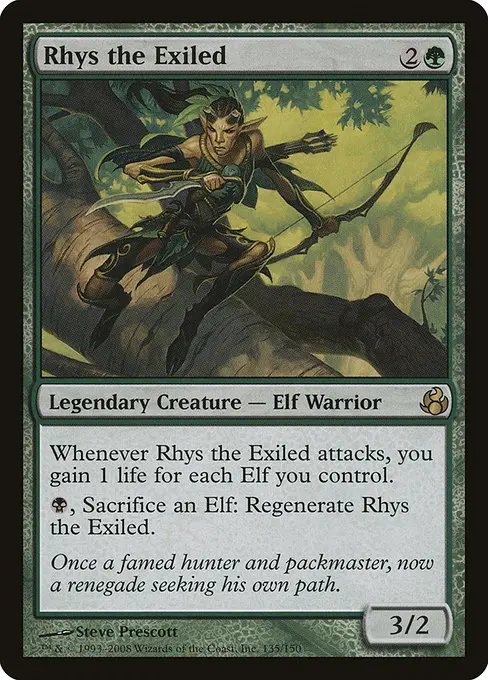 Rhys the Exiled 2
Legendary Creature — Elf Warrior
Whenever Rhys the Exiled attacks, you
gain 1 life for each Elf you control.
, Sacrifice an Elf: Regenerate Rhys
the Exiled.
Once a famed hunter and packmaster, now
a renegade seeking his own path.
Steve Prescott
3/2
™ & © 1993–2008 Wizards of the Coast, Inc. 135/150